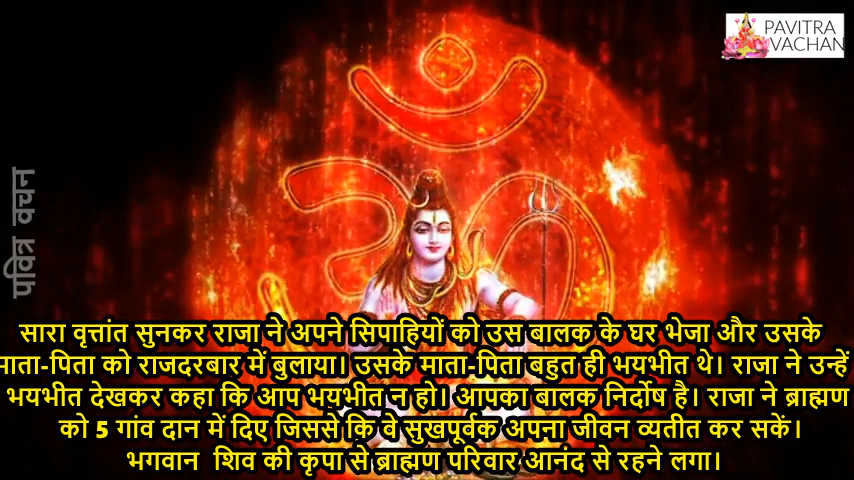 PAVITRA
VACHAN
पवित्र वचन
सारा वृत्तांत सुनकर राजा ने अपने सिपाहियों को उस बालक के घर भेजा और उसके
माता-पिता को राजदरबार में बुलाया। उसके माता-पिता बहुत ही भयभीत थे। राजा ने उन्हें
भयभीत देखकर कहा कि आप भयभीत न हो। आपका बालक निर्दोष है। राजा ने ब्राह्मण
को 5 गांव दान में दिए जिससे कि वे सुखपूर्वक अपना जीवन व्यतीत कर सकें।
भगवान शिव की कृपा से ब्राह्मण परिवार आनंद से रहने लगा।